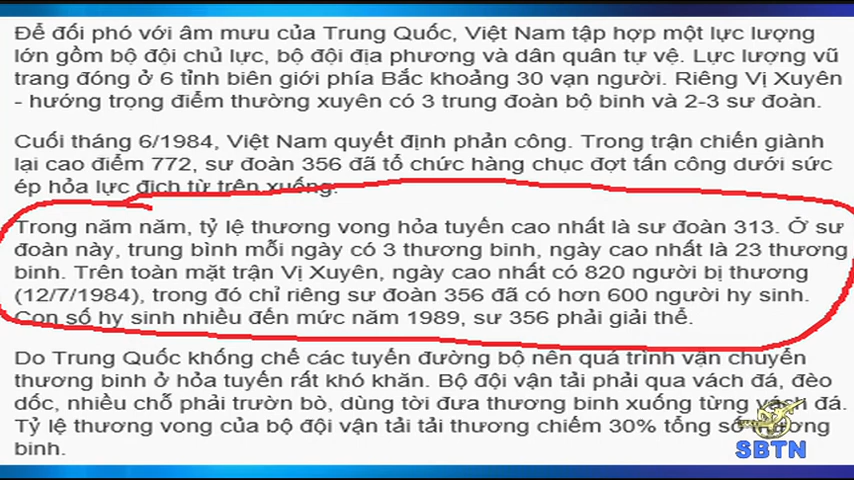 Để đối phó với âm mưu của Trung Quốc, Việt Nam tập hợp một lực lượng
lớn gồm bộ đội chủ lực, bộ đội địa phương và dân quân tự vệ. Lực lượng vũ
trang đóng ở 6 tỉnh biên giới phía Bắc khoảng 30 vạn người. Riêng Vị Xuyên
- hướng trọng điểm thường xuyên có 3 trung đoàn bộ binh và 2-3 sư đoàn.
Cuối tháng 6/1984, Việt Nam quyết định phản công. Trong trận chiến giành
lại cao điểm 772, sư đoàn 356 đã tổ chức hàng chục đợt tấn công dưới sức
ép hỏa lực địch từ trên xuống.
Trong năm năm, tỷ lệ thương vong hỏa tuyến cao nhất là sư đoàn 313. Ở sư
đoàn này, trung bình mỗi ngày có 3 thương binh, ngày cao nhất là 23 thương
binh. Trên toàn mặt trận Vị Xuyên, ngày cao nhất có 820 người bị thương
(12/7/1984), trong đó chỉ riêng sư đoàn 356 đã có hơn 600 người hy sinh.
Con số hy sinh nhiều đến mức năm 1989, sư 356 phải giải thể.
Do Trung Quốc khống chế các tuyến đường bộ nên quá trình vận chuyển
thương binh ở hỏa tuyến rất khó khăn. Bộ đội vận tải phải qua vách đá, đèo
dốc, nhiều chỗ phải trườn bò, dùng tời đưa thương binh xuống từng vách đá.
Tỷ lệ thương vong của bộ đội vận tải tải thương chiếm 30% tổng số thương
binh.
SBTN